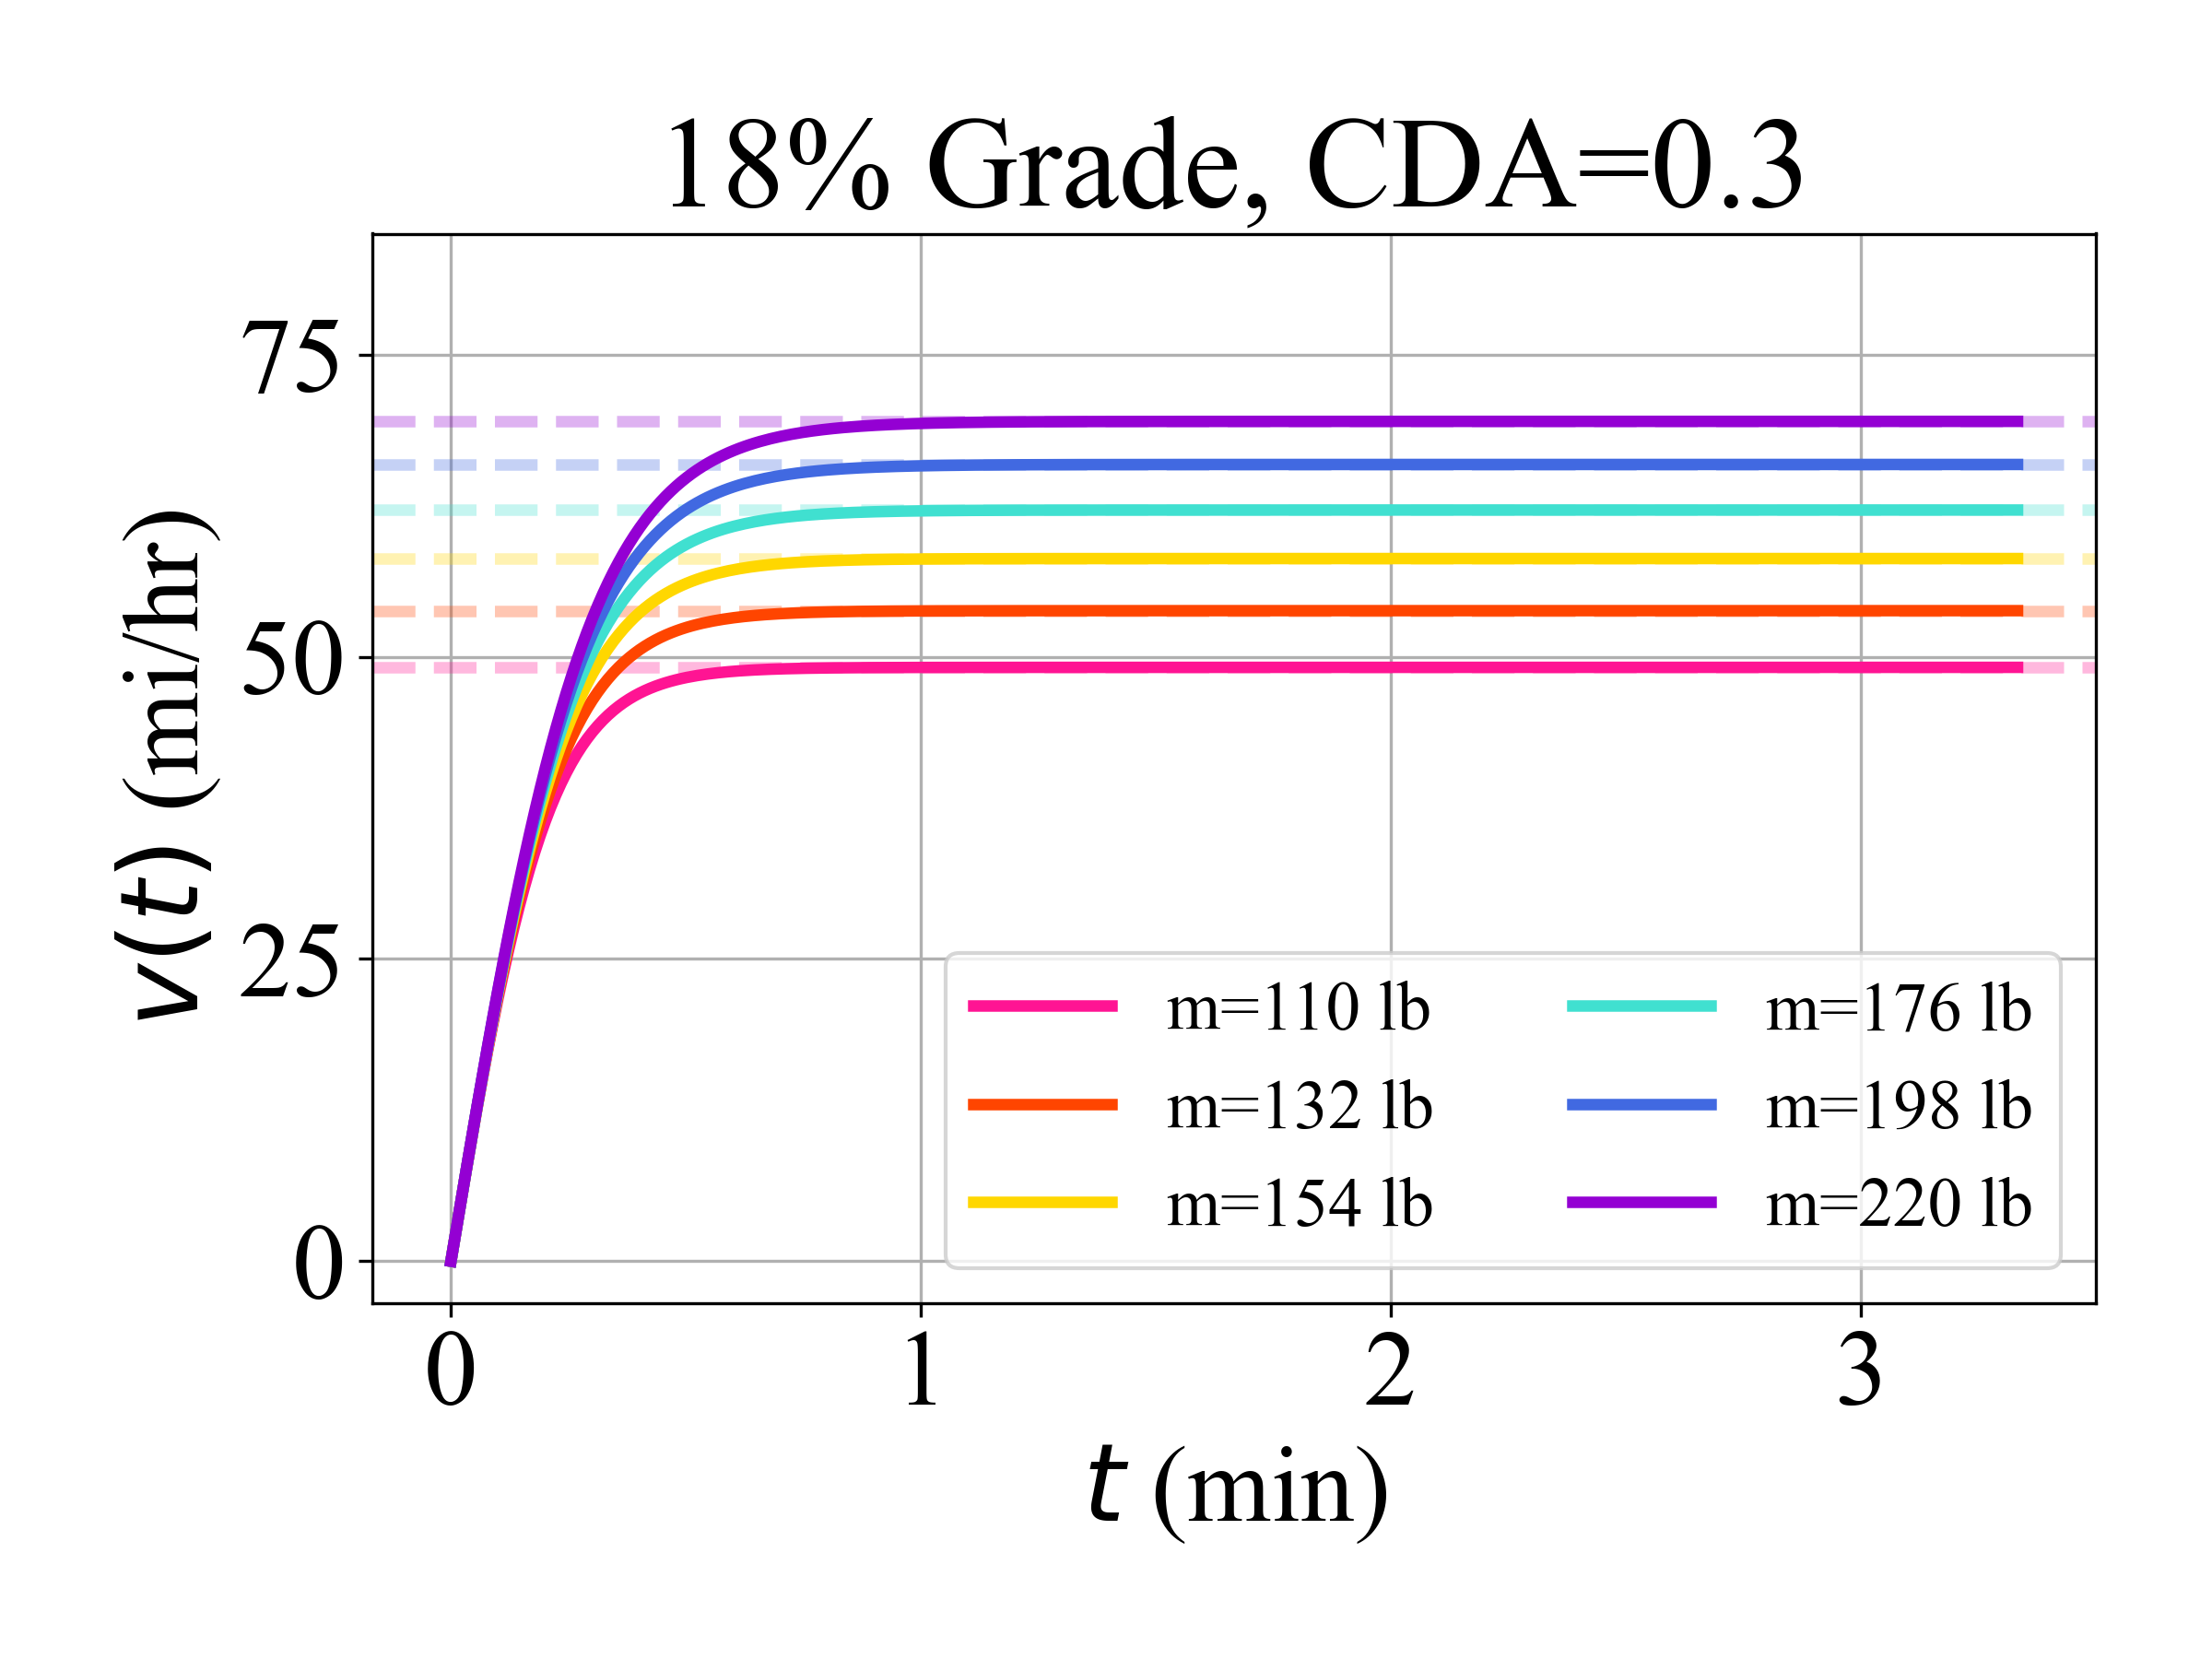 18% Grade, CDA=0.3
v(t) (mi/hr)
75
50
25
0
m=110 lb
m=132 lb
m=154 lb
m=176 lb
m=198 lb
m=220 lb
0 1 2 3
t (min)